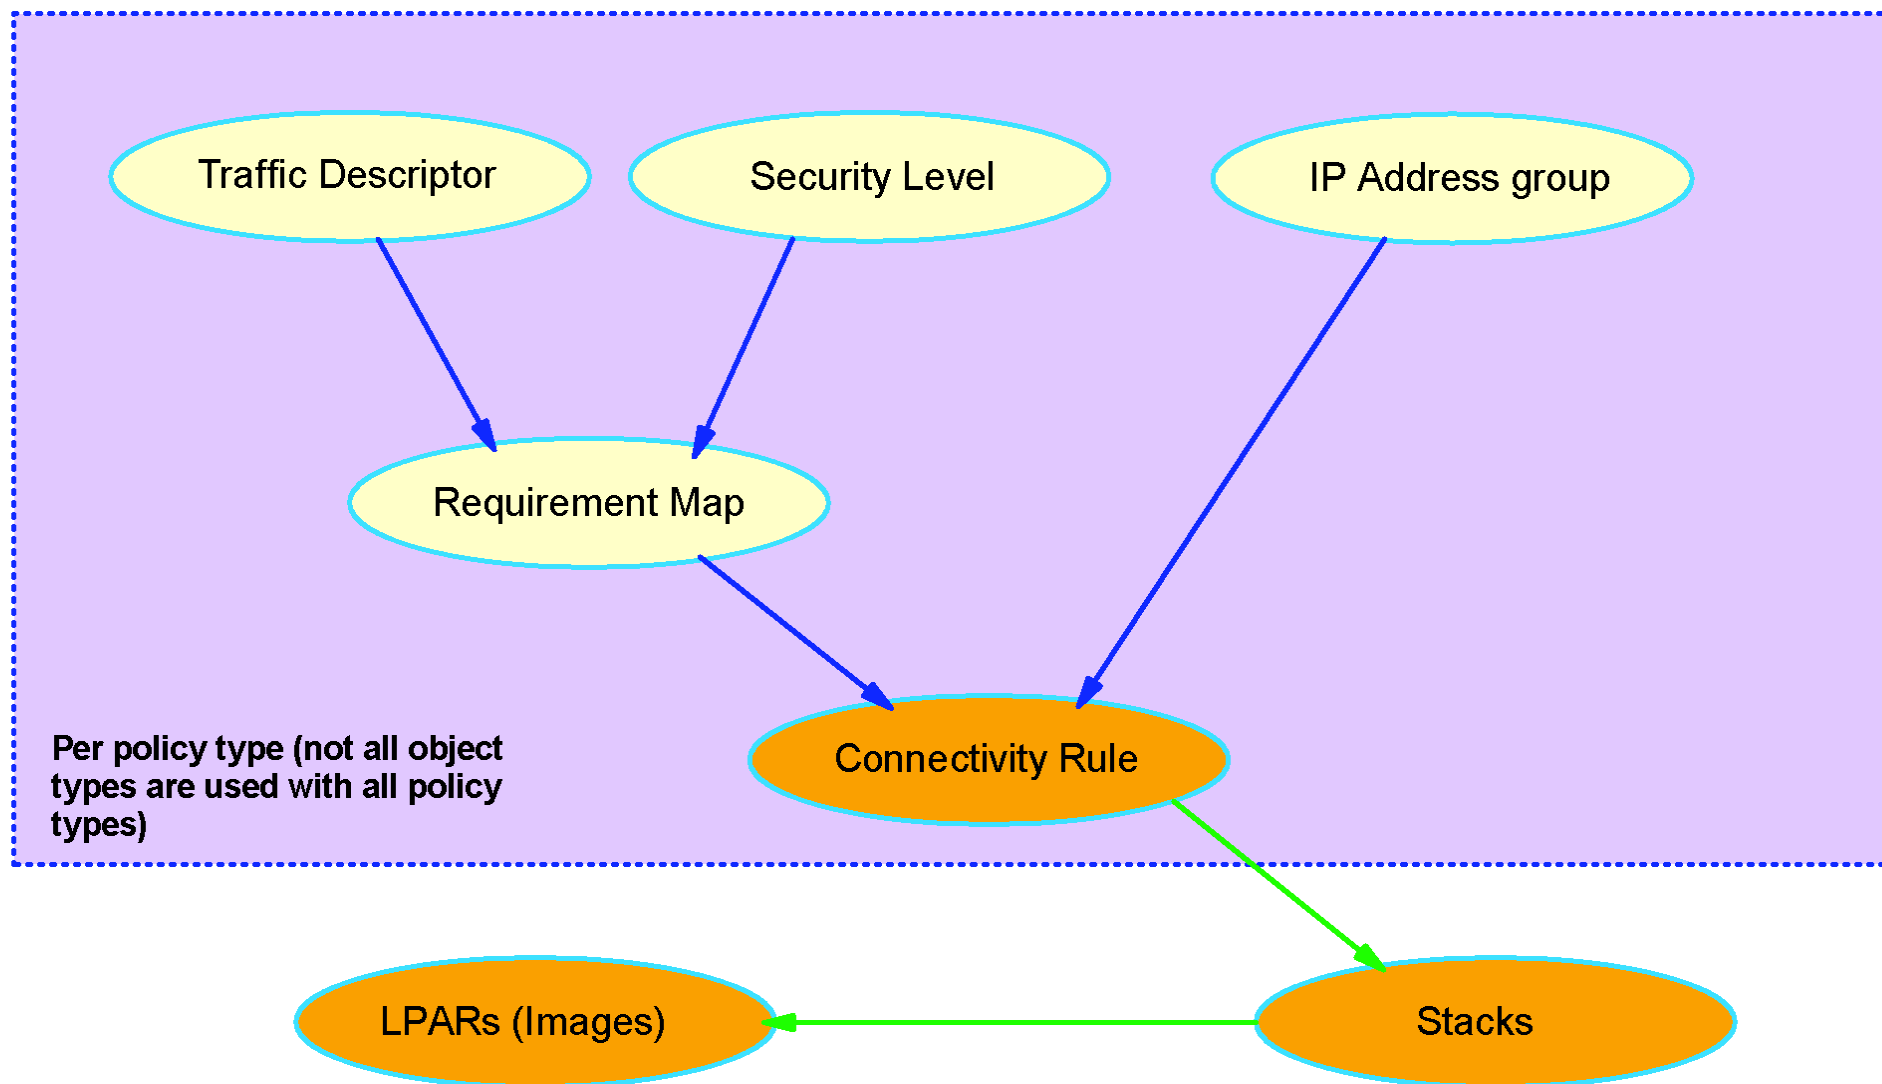 Traffic Descriptor
Security Level
IP Address group
Requirement Map
Per policy type (not all object
types are used with all policy
types)
Connectivity Rule
LPARs (Images)
Stacks